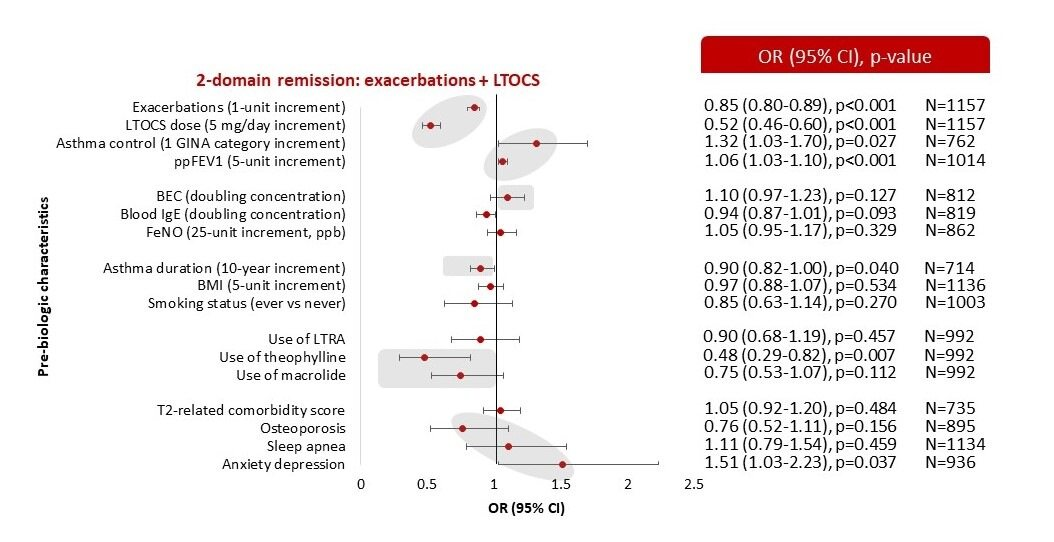 OR (95% CI), p-value
2-domain remission: exacerbations + LTOCS
Pre-biologic characteristics
Exacerbations (1-unit increment) 0.85 (0.80-0.89), p<0.001 N=1157
LTOCS dose (5 mg/day increment) 0.52 (0.46-0.60), p<0.001 N=1157
Asthma control (1 GINA category increment) 1.32 (1.03-1.70), p=0.027 N=762
ppFEV1 (5-unit increment) 1.06 (1.03-1.10), p<0.001 N=1014
BEC (doubling concentration) 1.10 (0.97-1.23), p=0.127 N=812
Blood IgE (doubling concentration) 0.94 (0.87-1.01), p=0.093 N=819
FeNO (25-unit increment, ppb) 1.05 (0.95-1.17), p=0.329 N=862
Asthma duration (10-year increment) 0.90 (0.82-1.00), p=0.040 N=714
BMI (5-unit increment) 0.97 (0.88-1.07), p=0.534 N=1136
Smoking status (ever vs never) 0.85 (0.63-1.14), p=0.270 N=1003
Use of LTRA 0.90 (0.68-1.19), p=0.457 N=992
Use of theophylline 0.48 (0.29-0.82), p=0.007 N=992
Use of macrolide 0.75 (0.53-1.07), p=0.112 N=992
T2-related comorbidity score 1.05 (0.92-1.20), p=0.484 N=735
Osteoporosis 0.76 (0.52-1.11), p=0.156 N=895
Sleep apnea 1.11 (0.79-1.54), p=0.459 N=1134
Anxiety depression 1.51 (1.03-2.23), p=0.037 N=936
0 0.5 1 1.5 2 2.5
OR (95% CI)